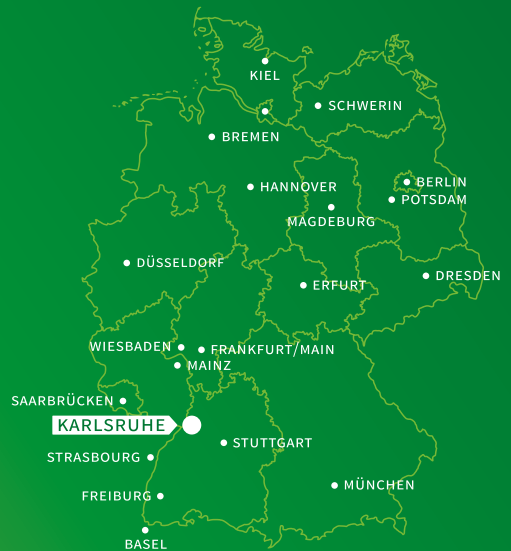 KIEL
SCHWERIN
BREMEN
BERLIN
HANNOVER
POTSDAM
MAGDEBURG
DÜSSELDORF
DRESDEN
ERFURT
WIESBADEN
FRANKFURT/MAIN
MAINZ
SAARBRÜCKEN
KARLSRUHE
STUTTGART
STRASBOURG
MÜNCHEN
FREIBURG
BASEL